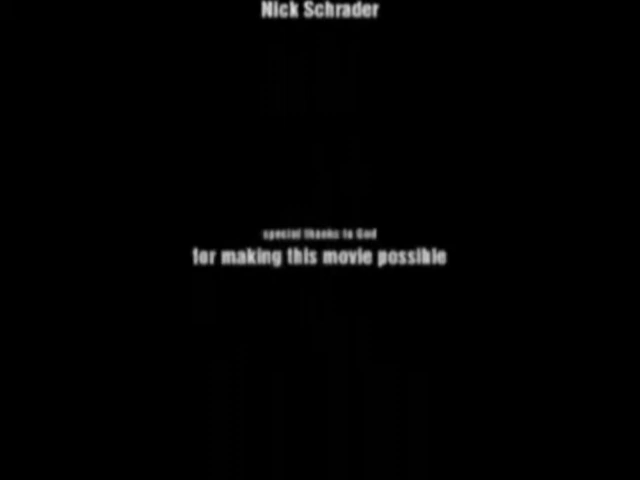 Nick Schrader
special thanks to God
for making this movie possible